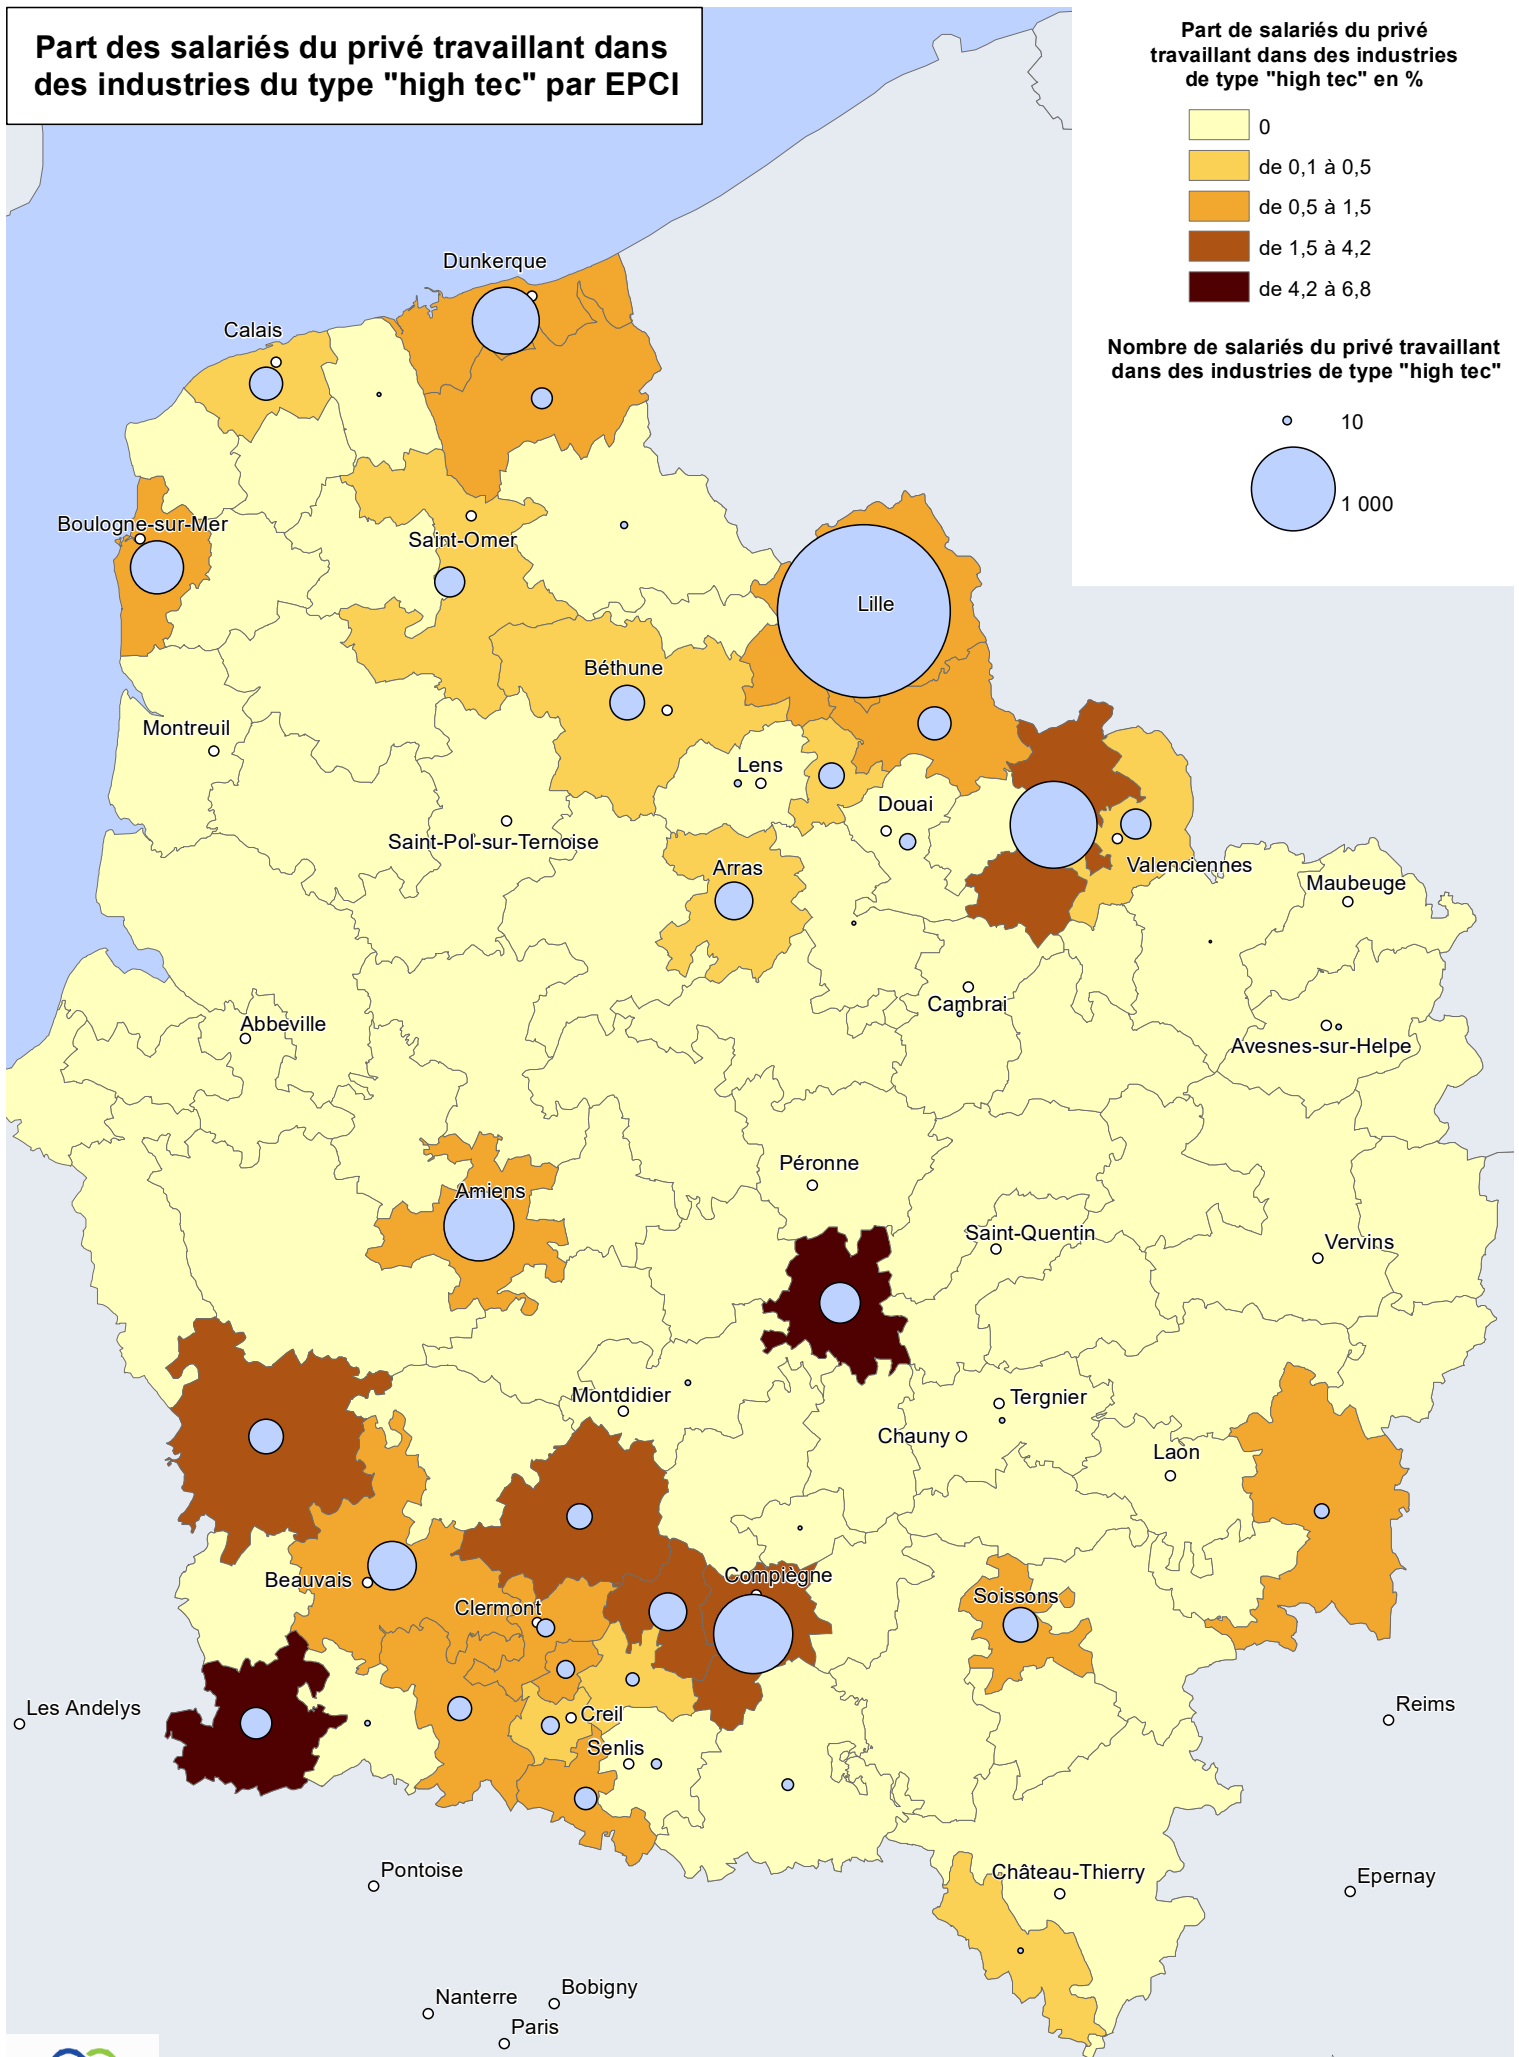 Part des salariés du privé travaillant dans
des industries du type "high tec" par EPCI
Part de salariés du privé
travaillant dans des industries
de type "high tec" en %
0
de 0,1 à 0,5
de 0,5 à 1,5
de 1,5 à 4,2
de 4,2 à 6,8
Nombre de salariés du privé travaillant
dans des industries de type "high tec"
10
1 000
Dunkerque
Calais
Boulogne-sur-Mer
Saint-Omer
Lille
Béthune
Montreuil
Lens
Douai
Saint-Pol-sur-Ternoise
Arras
Valenciennes
Maubeuge
Cambrai
Abbeville
Avesnes-sur-Helpe
Péronne
Amiens
Saint-Quentin
Vervins
Montdidier
Tergnier
Chauny
Laon
Compiègne
Beauvais
Clermont
Soissons
Les Andelys
Creil
Reims
Senlis
Pontoise
Château-Thierry
Epernay
Nanterre
Bobigny
Paris